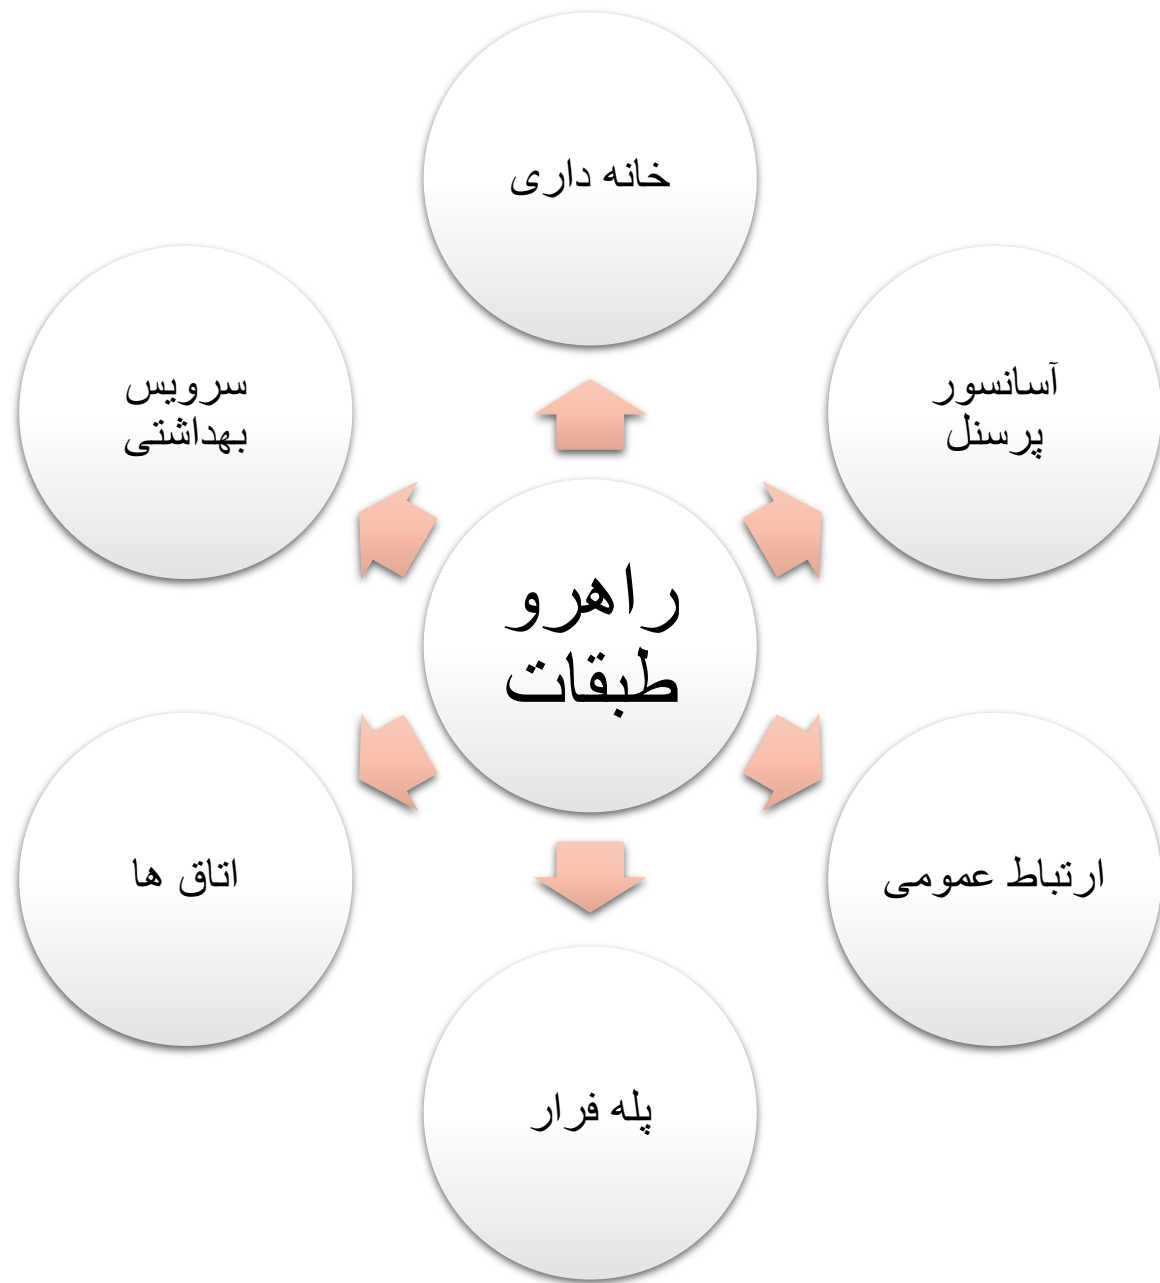 خانه داری
آسانسور
پرسنل
سرویس
بهداشتی
راهرو
طبقات
ارتباط عمومی
اتاق ها
پله فرار